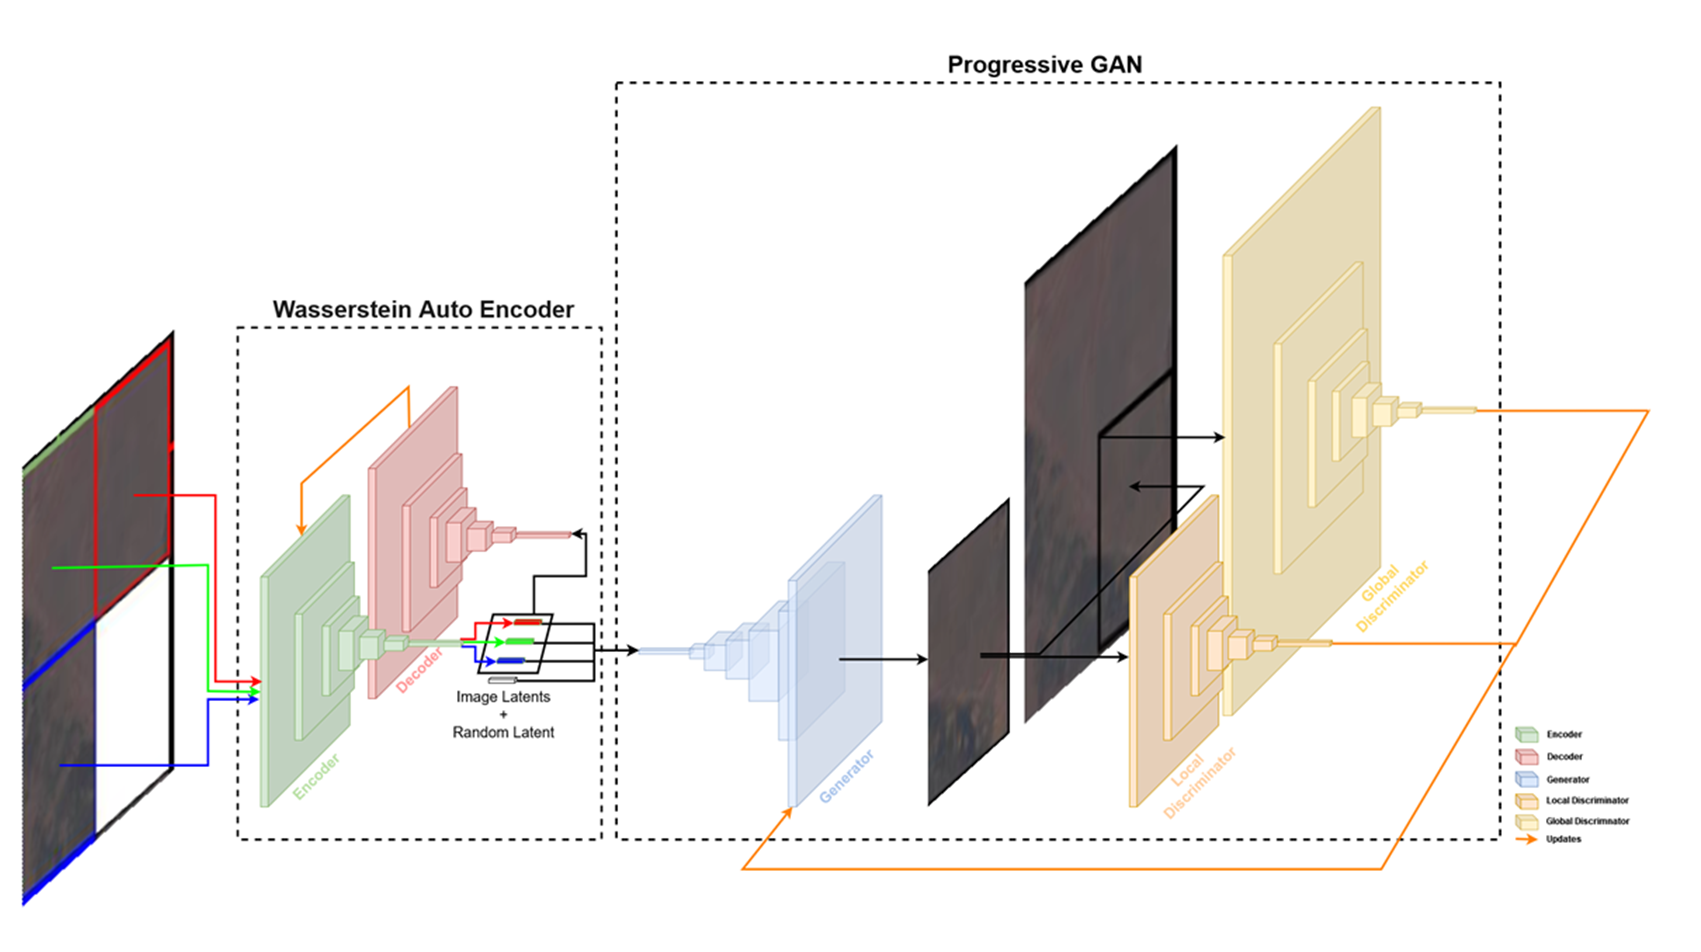 Progressive GAN
Wasserstein Auto Encoder
Encoder
Decoder
Image Latents
+
Random Latent
Generator
Local
Discriminator
Global
Discriminator
Encoder
Decoder
Generator
Local Discriminator
Global Discrimnator
Updates